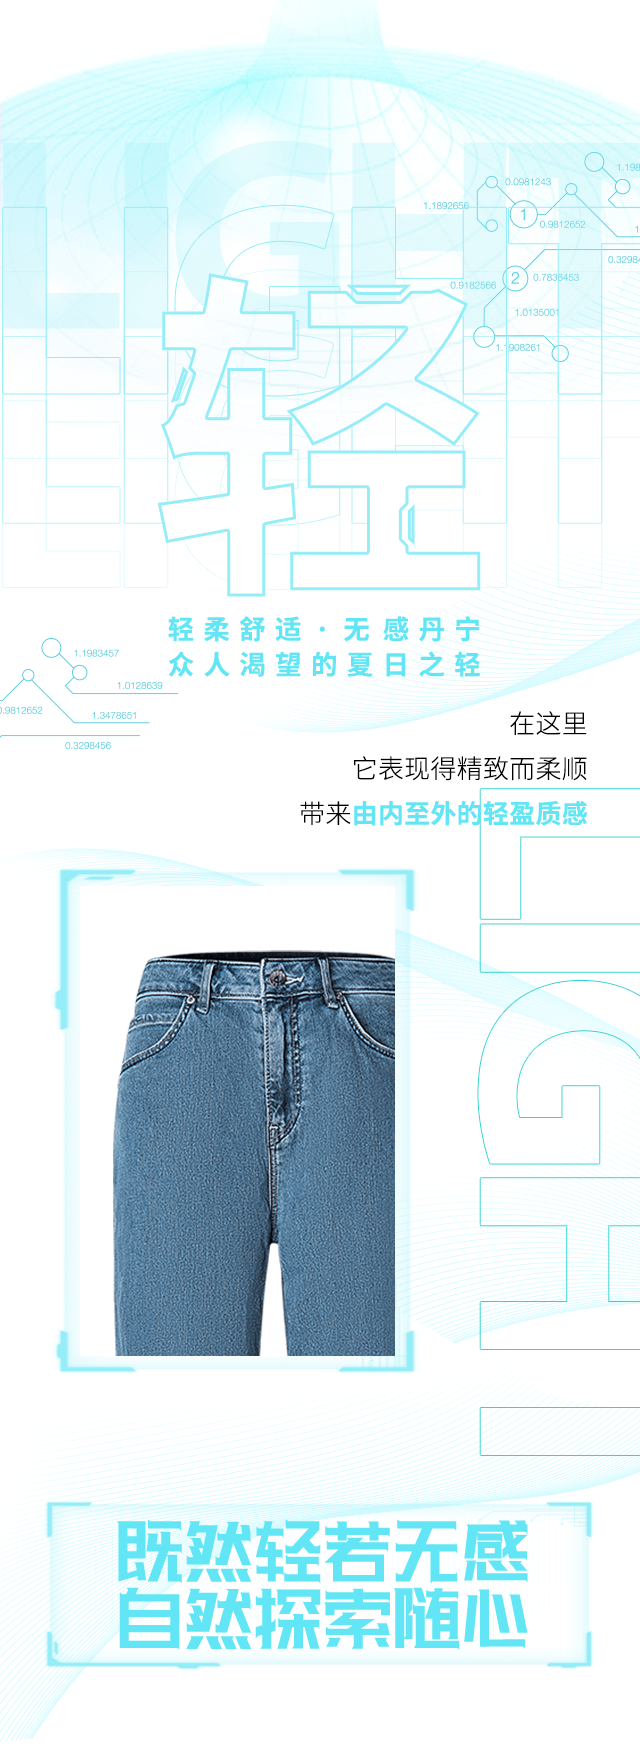 LIGHT
1.1892656
0.0981243
1
0.9812652
0.9182566
2
0.7836453
1.0135001
1.1908261
轻
轻柔舒适·无感丹宁
众人渴望的夏日之轻
1.1983457
1.0128639
0.9812652
1.3478651
0.3298456
在这里
它表现得精致而柔顺
带来由内至外的轻盈质感
LIGHT
既然轻若无感
自然探索随心